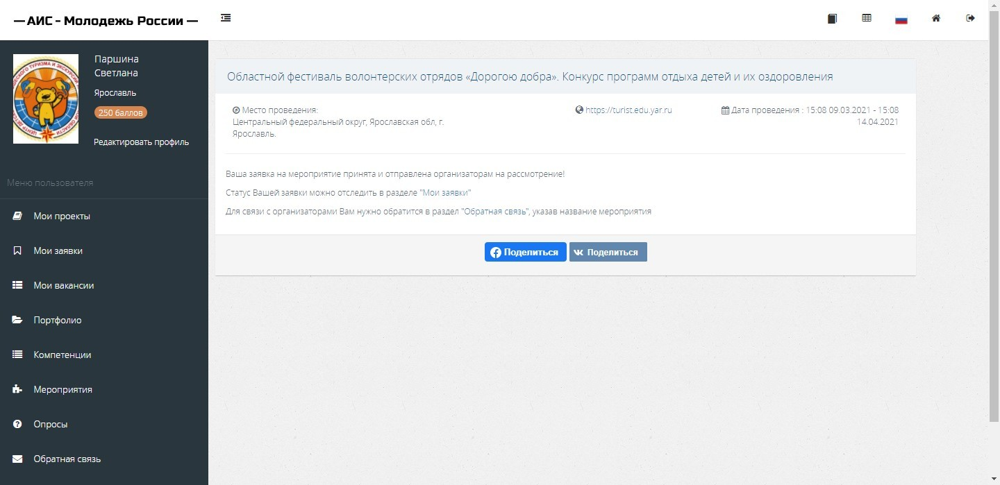 — АИС - Молодежь России —
Паршина
Светлана
Ярославль
250 баллов
Редактировать профиль
Меню пользователя
Мои проекты
Мои заявки
Мои вакансии
Портфолио
Компетенции
Мероприятия
Опросы
Обратная связь
Областной фестиваль волонтерских отрядов «Дорогою добра». Конкурс программ отдыха детей и их оздоровления
Место проведения:
Центральный федеральный округ, Ярославская обл, г.
Ярославль.
https://turist.edu.yar.ru
Дата проведения : 15:08 09.03.2021 - 15:08
14.04.2021
Ваша заявка на мероприятие принята и отправлена организаторам на рассмотрение!
Статус Вашей заявки можно отследить в разделе "Мои заявки"
Для связи с организаторами Вам нужно обратится в раздел "Обратная связь", указав название мероприятия
Поделиться
Поделиться